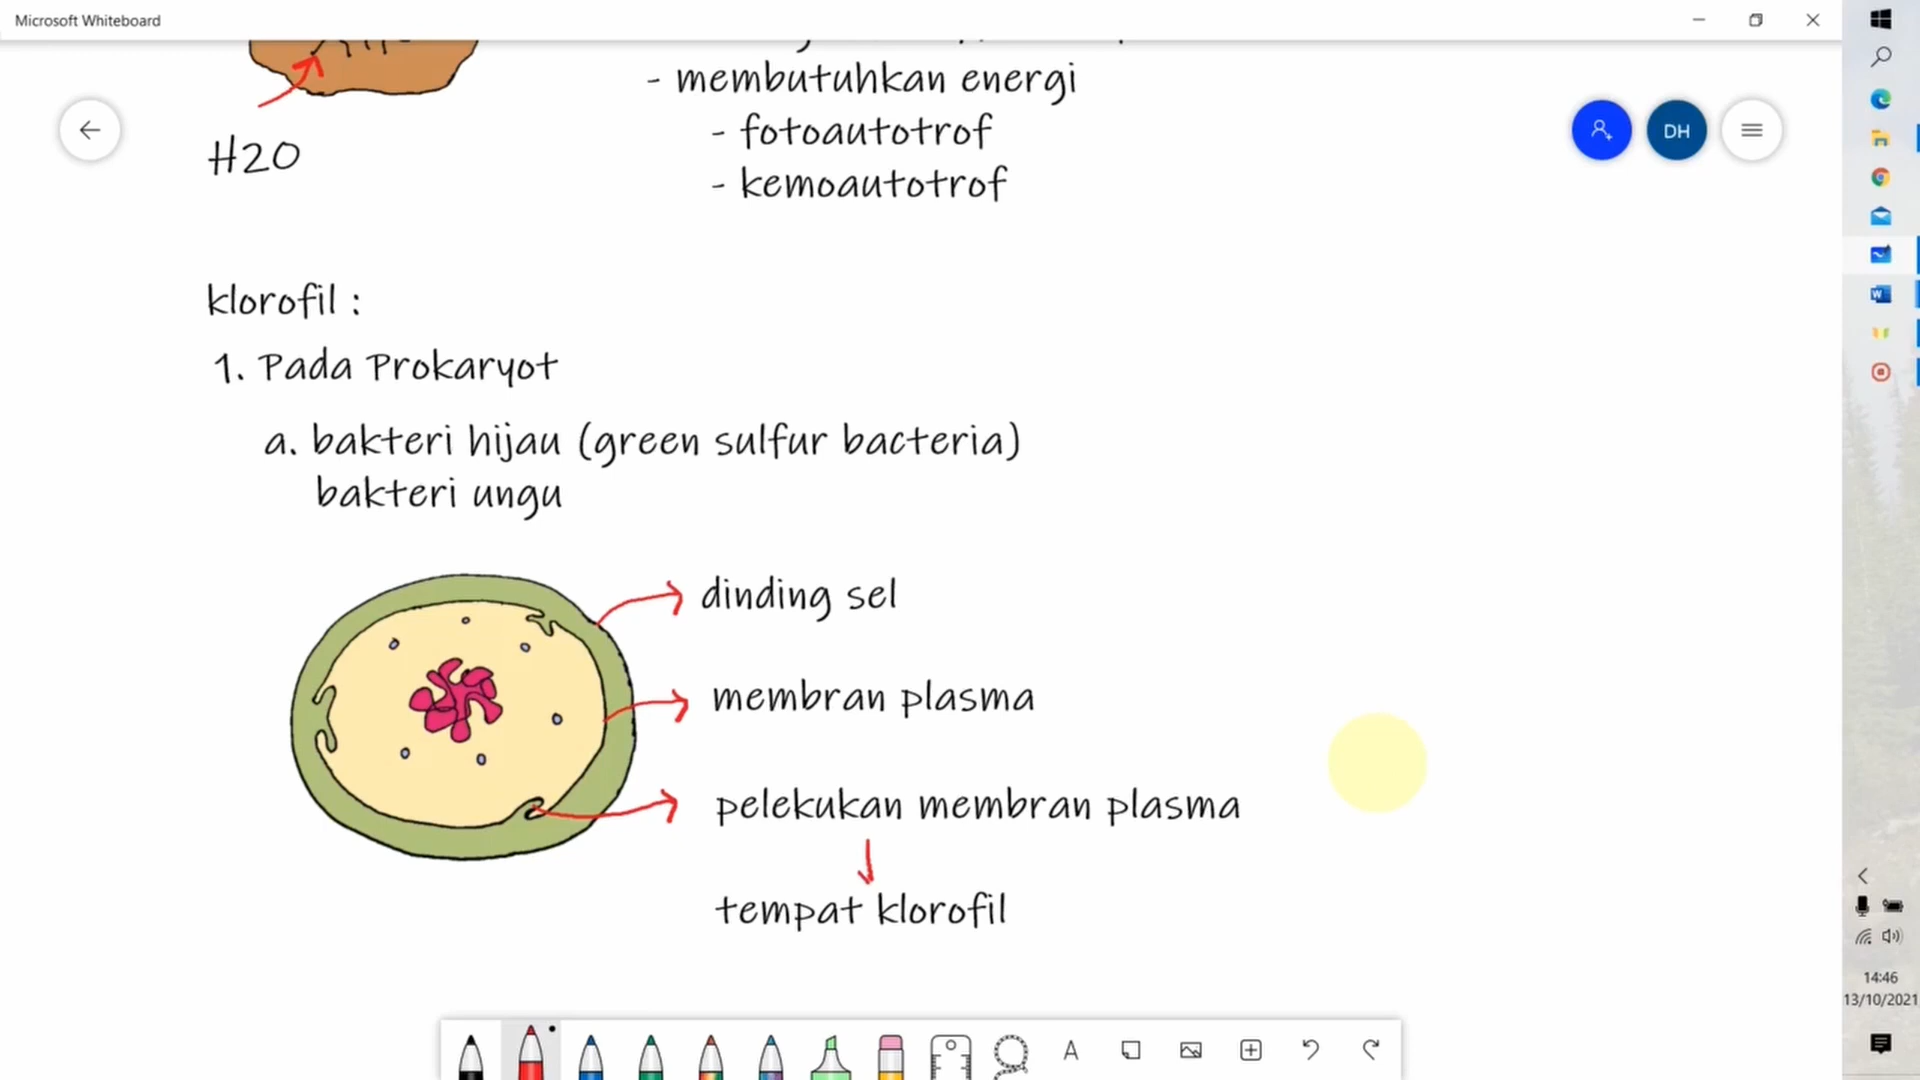 Microsoft Whiteboard
- membutuhkan energi
- fotoautotrof
- kemoautotrof
H2O
DH
klorofil :
1. Pada Prokaryot
a. bakteri hijau (green sulfur bacteria)
bakteri ungu
dinding sel
membran plasma
pelekukan membran plasma
tempat klorofil
A
14:46
13/10/2021